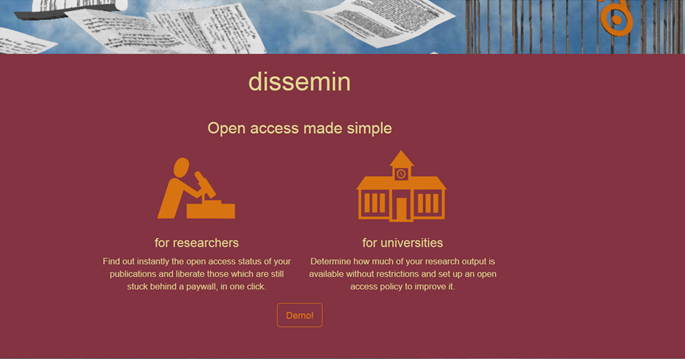 dissemin
Open access made simple
for researchers
Find out instantly the open access status of your
publications and liberate those which are still
stuck behind a paywall, in one click.
for universities
Determine how much of your research output is
available without restrictions and set up an open
access policy to improve it.
Demo!